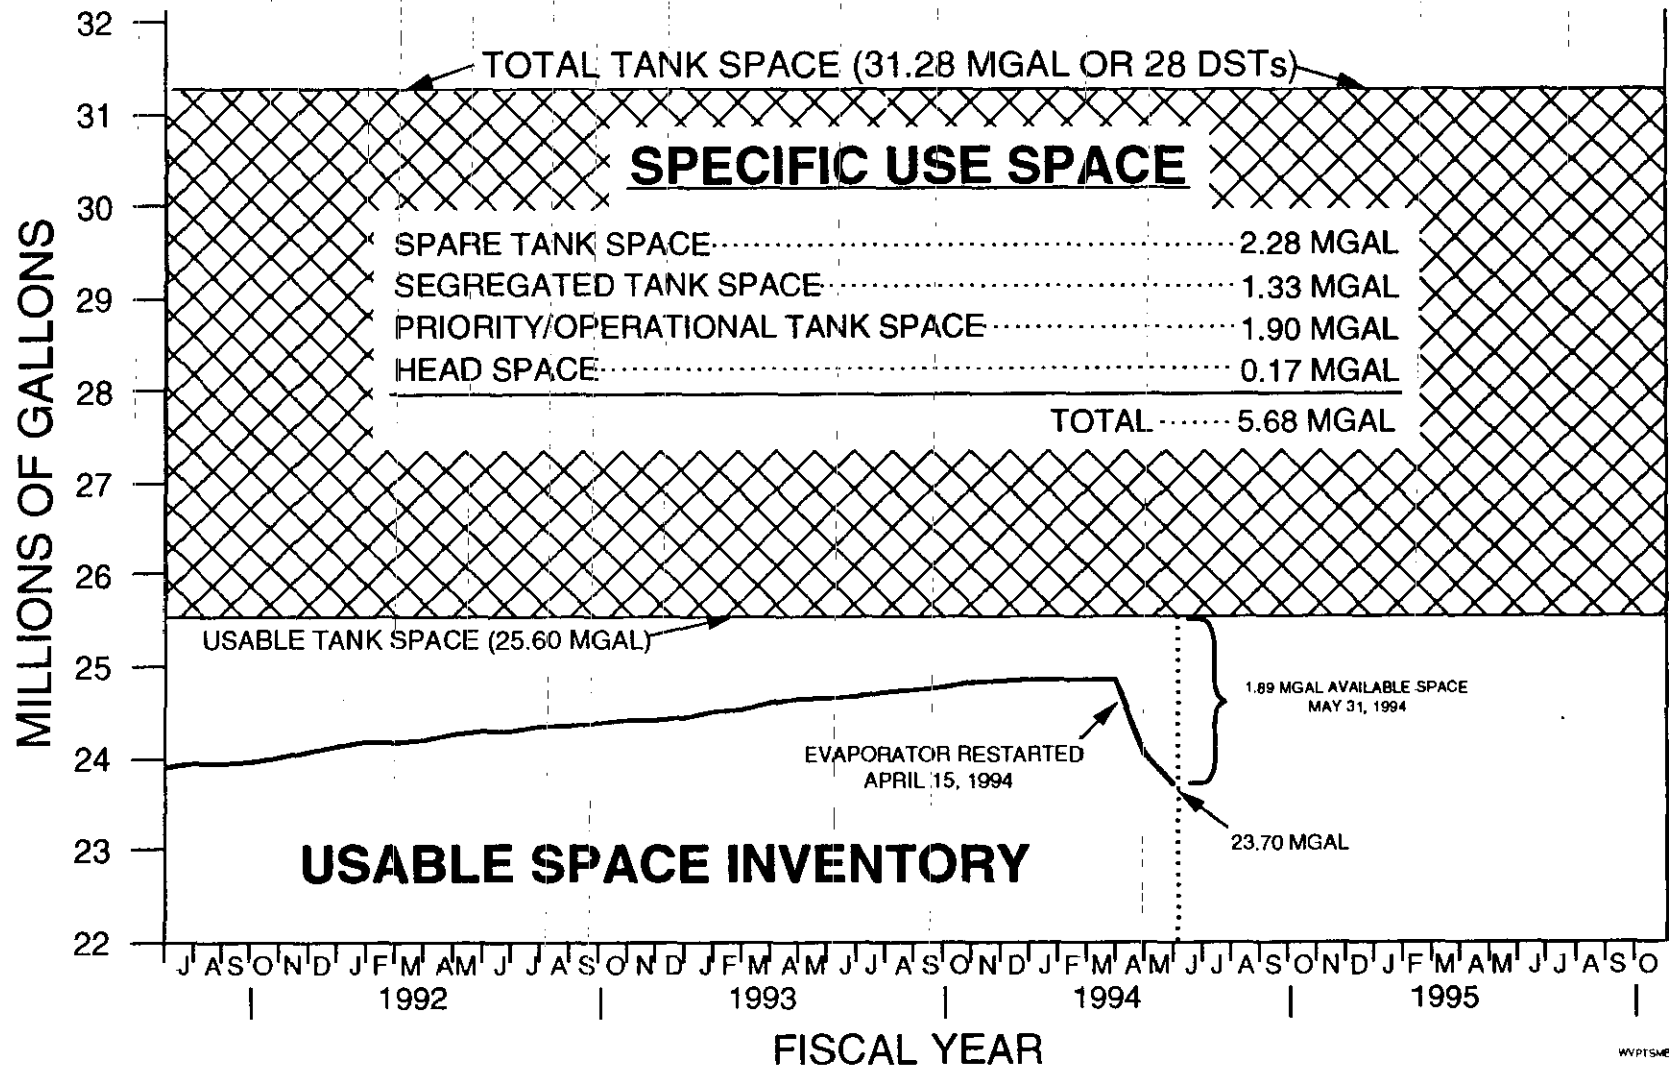 TOTAL TANK SPACE (31.28 MGAL OR 28 DSTs)
SPECIFIC USE SPACE
SPARE TANK SPACE 2.28 MGAL
SEGREGATED TANK SPACE 1.33 MGAL
PRIORITY/OPERATIONAL TANK SPACE 1.90 MGAL
HEAD SPACE 0.17 MGAL
TOTAL 5.68 MGAL
MILLIONS OF GALLONS
32
31
30
29
28
27
26
25
24
23
22
USABLE TANK SPACE (25.60 MGAL)
1.89 MGAL AVAILABLE SPACE
MAY 31, 1994
EVAPORATOR RESTARTED
APRIL 15, 1994
23.70 MGAL
USABLE SPACE INVENTORY
J A S O N D J F M A M J J A S O N D J F M A M J J A S O N D J F M A M J J A S O N D J F M A M J J A S O
1992 1993 1994 1995
FISCAL YEAR